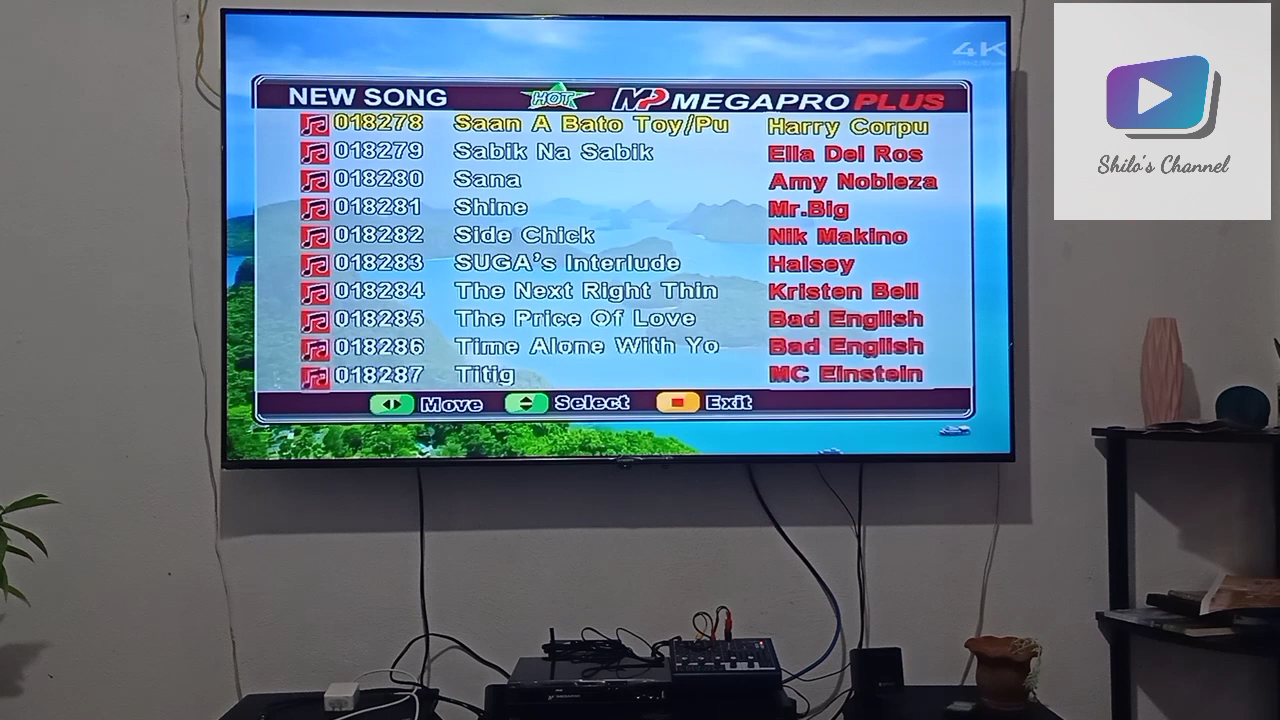 4K
Shilo's Channel
NEW SONG HOT MP MEGAPRO PLUS
018278 Saan A Bato Toy/Pu Harry Corpu
018279 Sabik Na Sabik Ella Del Ros
018280 Sana Amy Nobleza
018281 Shine Mr.Big
018282 Side Chick Nik Makino
018283 SUGA's Interlude Halsey
018284 The Next Right Thin Kristen Bell
018285 The Price Of Love Bad English
018286 Time Alone With Yo Bad English
018287 Titig MC Einstein
Move Select Exit